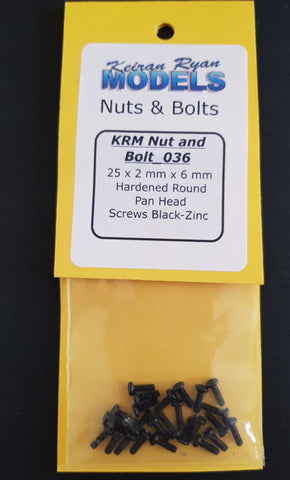 Keiran Ryan
MODELS
Nuts & Bolts
KRM Nut and
Bolt_036
25 x 2 mm x 6 mm
Hardened Round
Pan Head
Screws Black-Zinc